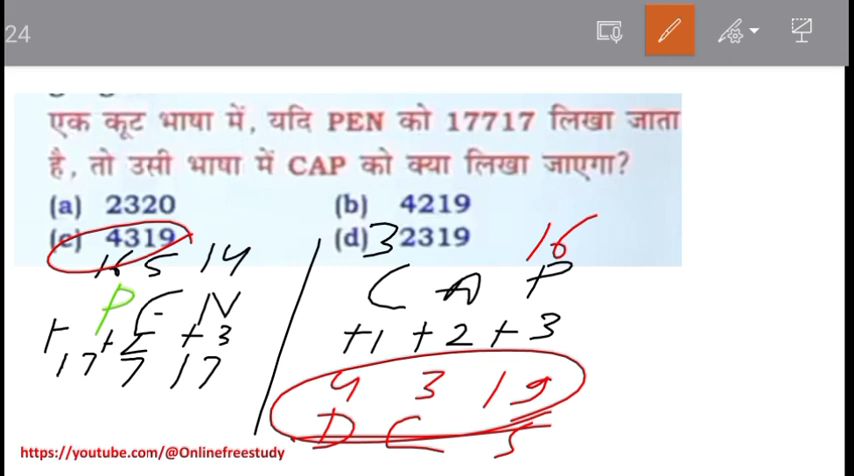 24
एक कूट भाषा में, यदि PEN को 17717 लिखा जाता
है, तो उसी भाषा में CAP को क्या लिखा जाएगा?
(a) 2320 (b) 4219
(c) 4319 (d) 2319
16 5 14
P E N
+1 +2 +3
17 7 17
3 16
C A P
+1 +2 +3
4 3 19
D C S
https://youtube.com/@Onlinefreestudy